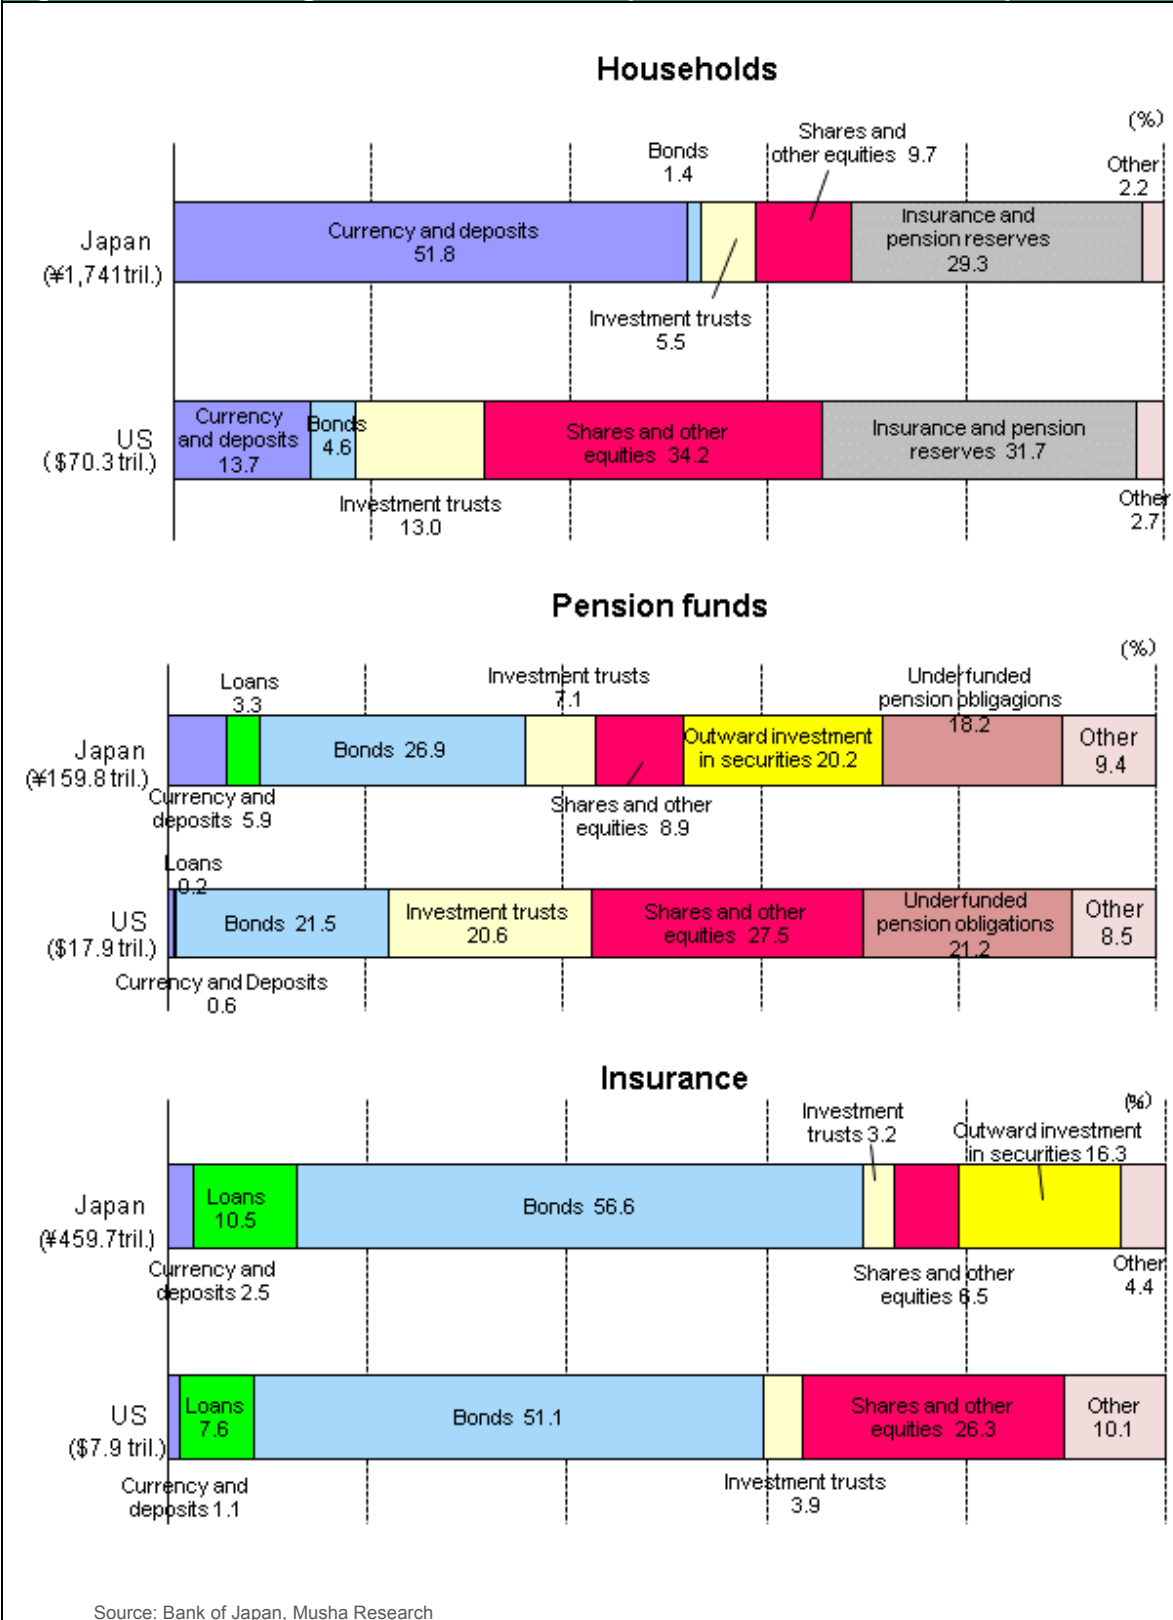 Households
(%)
Bonds
1.4
Shares and
other equities 9.7
Other
2.2
Japan
(¥1,741tril.)
Currency and deposits
51.8
Insurance and
pension reserves
29.3
Investment trusts
5.5
US
($70.3tril.)
Currency
and deposits
13.7
Bonds
4.6
Shares and other
equities 34.2
Insurance and pension
reserves 31.7
Investment trusts
13.0
Other
2.7
Pension funds
(%)
Loans
3.3
Investment trusts
7.1
Underfunded
pension obligagions
18.2
Japan
(¥159.8tril.)
Bonds 26.9
Outward investment
in securities 20.2
Other
9.4
Currency and
deposits 5.9
Shares and other
equities 8.9
Loans
0.2
US
($17.9tril.)
Bonds 21.5
Investment trusts
20.6
Shares and other
equities 27.5
Underfunded
pension obligations
21.2
Other
8.5
Currency and Deposits
0.6
Insurance
(%)
Investment
trusts 3.2
Outward investment
in securities 16.3
Japan
(¥459.7tril.)
Loans
10.5
Bonds 56.6
Currency and
deposits 2.5
Shares and other
equities 6.5
Other
4.4
US
($7.9 tril.)
Loans
7.6
Bonds 51.1
Shares and other
equities 26.3
Other
10.1
Currency and
deposits 1.1
Investment trusts
3.9
Source: Bank of Japan, Musha Research